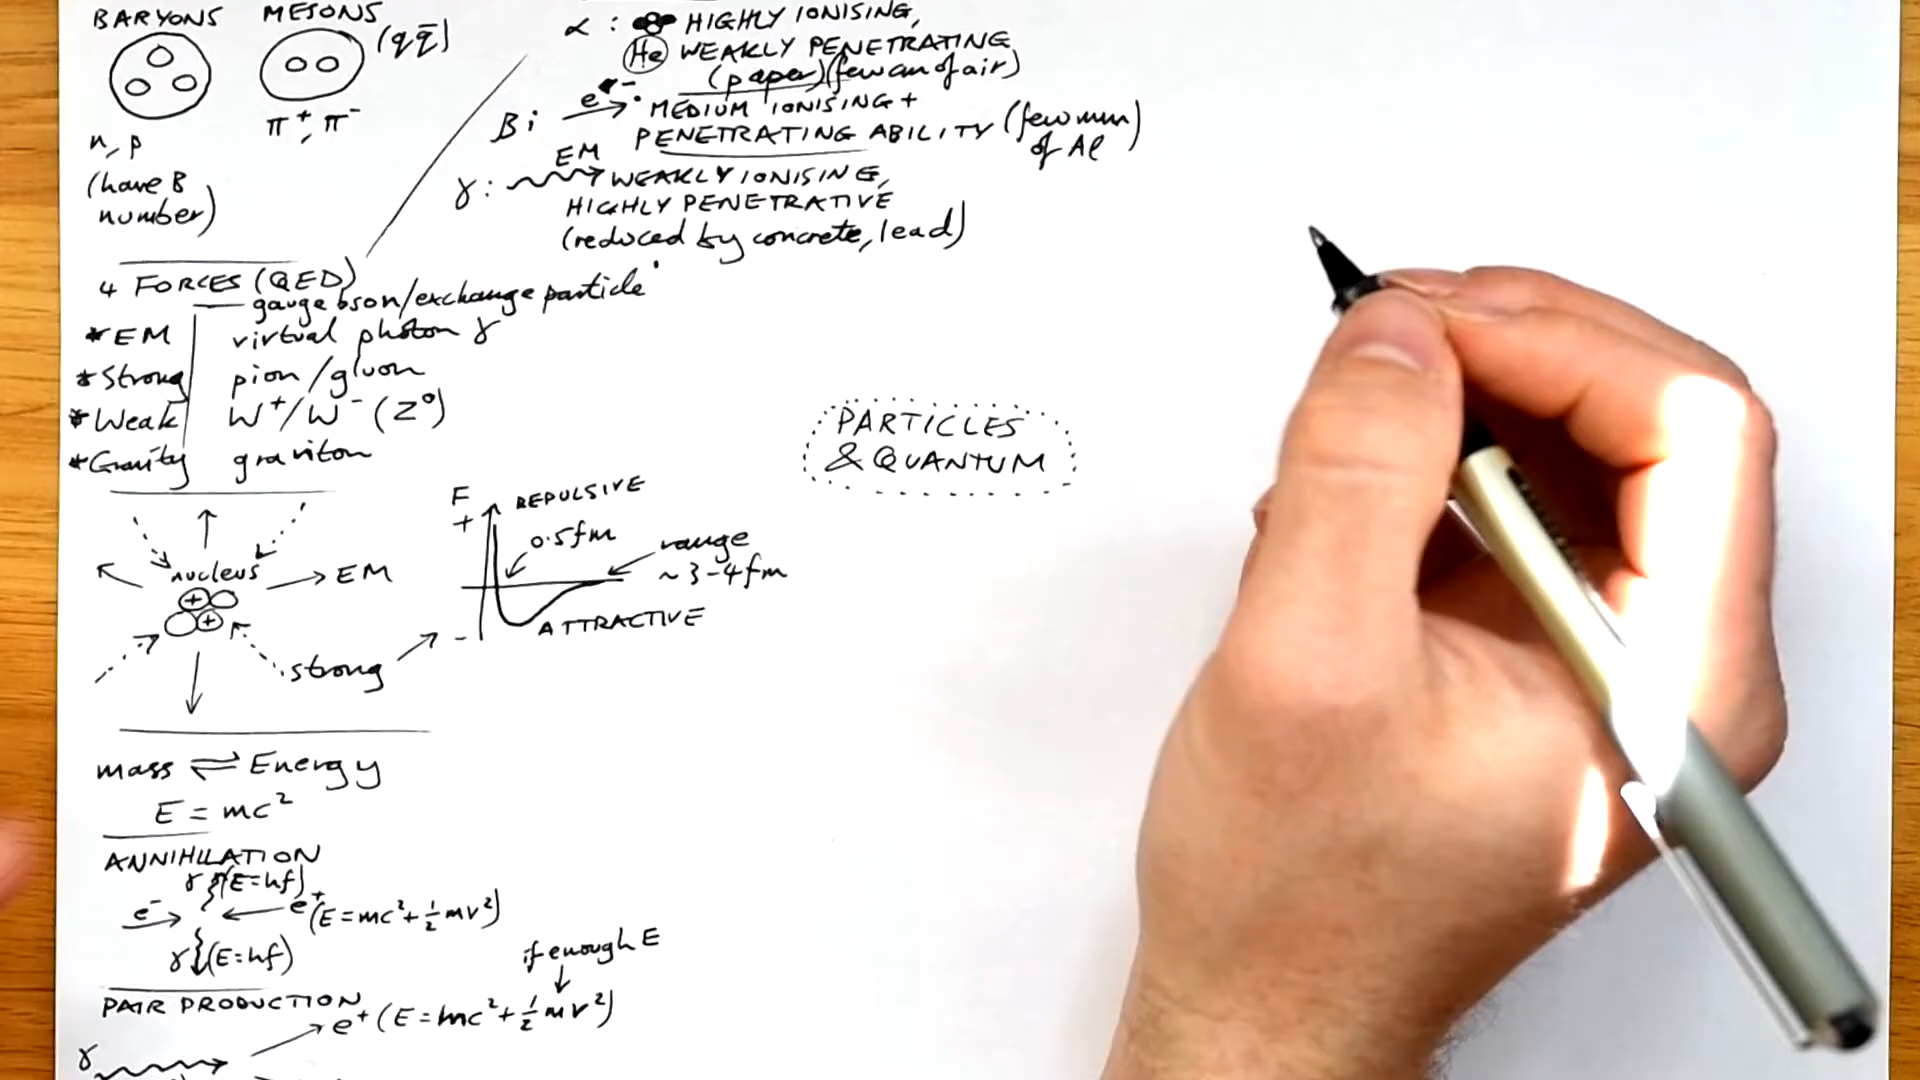 BARYONS
n, p
(have B
number)
MESONS
(qq̄)
π⁺, π⁻
α : HIGHLY IONISING,
He WEAKLY PENETRATING
(paper)(few cm of air)
Bi e⁻ MEDIUM IONISING +
PENETRATING ABILITY (few mm
of Al)
EM
γ: WEAKLY IONISING,
HIGHLY PENETRATIVE
(reduced by concrete, lead)
4 FORCES (QED)
gauge bson/exchange particle
*EM virtual photon γ
*Strong pion/gluon
*Weak W⁺/W⁻ (Z⁰)
*Gravity graviton
nucleus
+
+
EM
strong
F
+
-
REPULSIVE
0.5fm
range
~3-4fm
ATTRACTIVE
PARTICLES
& QUANTUM
mass ⇌ Energy
E = mc²
ANNIHILATION
γ (E=hf)
e⁻ e⁺ (E=mc²+½mv²)
γ (E=hf)
if enough E
PAIR PRODUCTION
e⁺ (E=mc²+½mv²)
γ